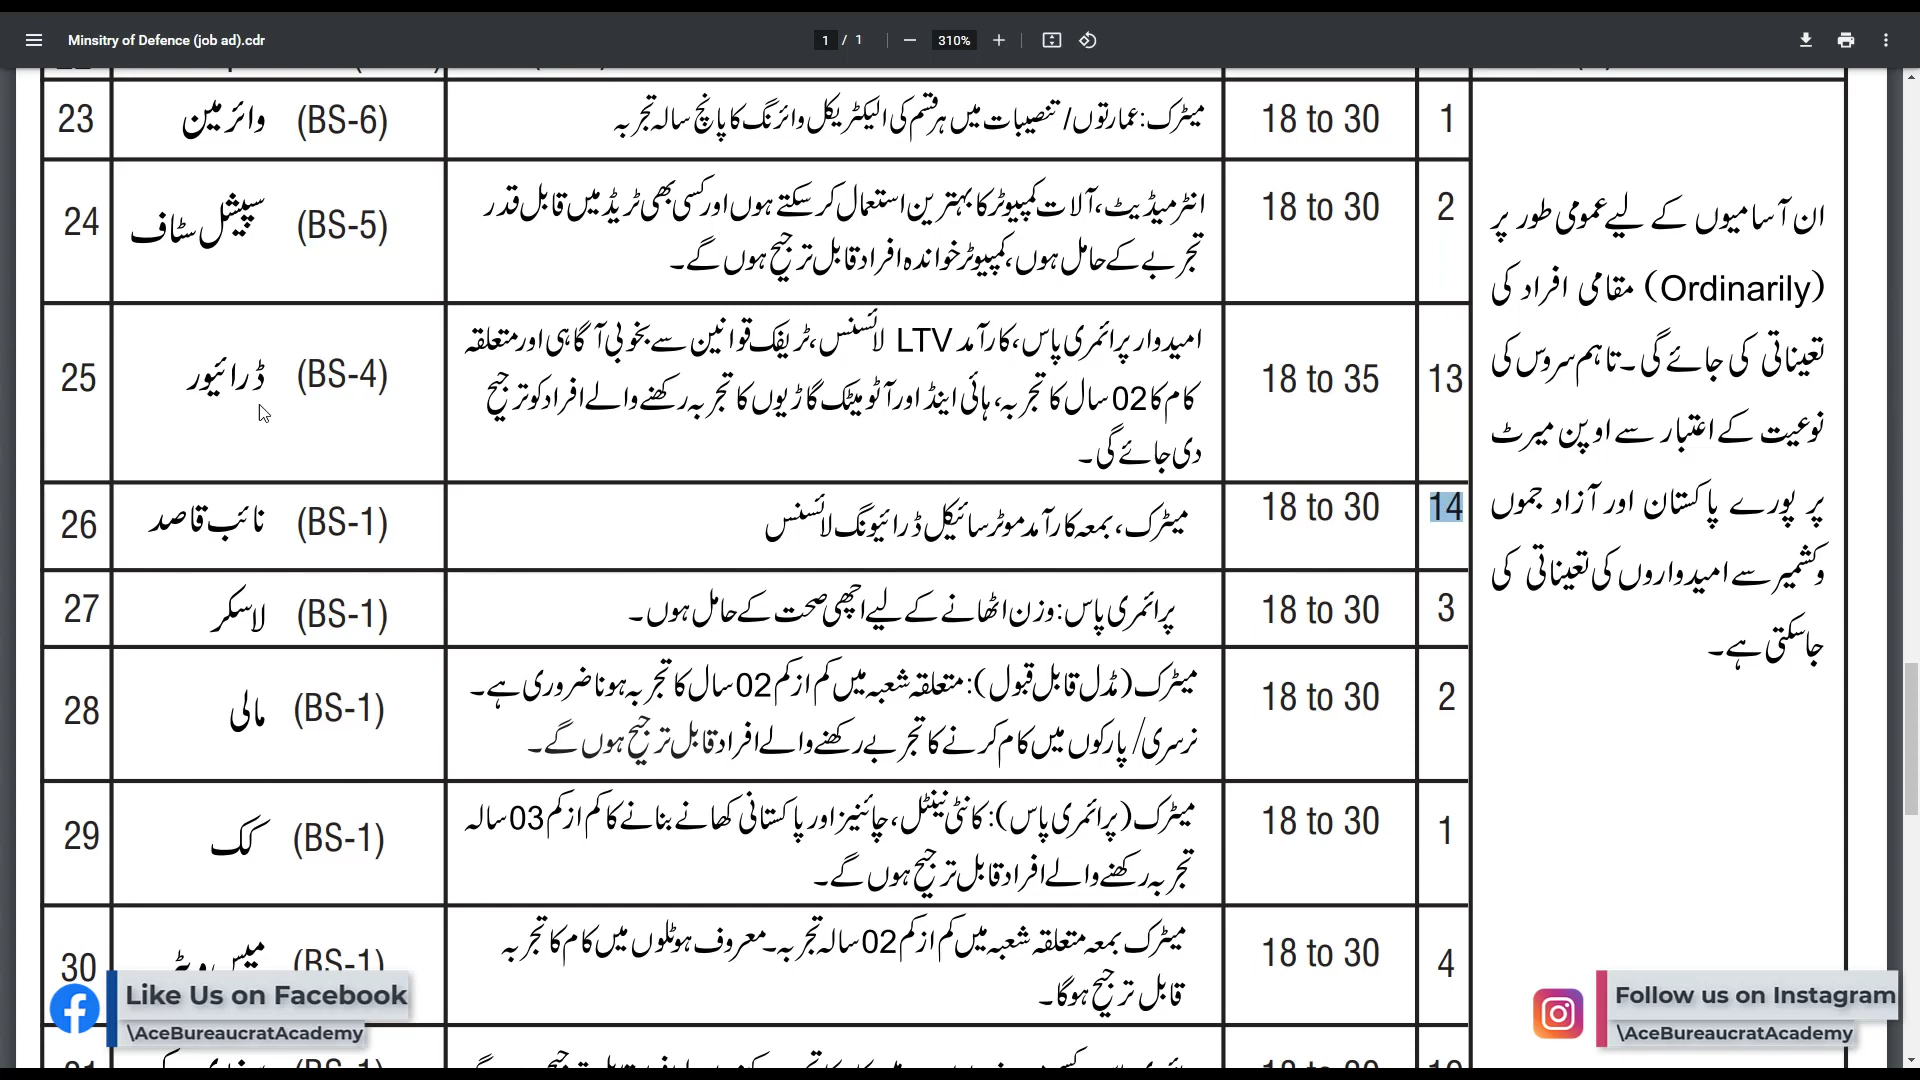 Minsitry of Defence (job ad).cdr
1 / 1
310%
23 وائرمین (BS-6) میٹرک: عمارتوں/ تنصیبات میں ہر قسم کی الیکٹریکل وائرنگ کا پانچ سالہ تجربہ 18 to 30 1
24 سپیشل سٹاف (BS-5) 18 to 30 2
انٹرمیڈیٹ، آلات کمپیوٹر کا بہترین استعمال کر سکتے ہوں اور کسی بھی ٹریڈ میں قابل قدر
تجربے کے حامل ہوں، کمپیوٹر خواندہ افراد قابل ترجیح ہوں گے۔
25 ڈرائیور (BS-4) 18 to 35 13
امیدوار پرائمری پاس، کارآمد LTV لائسنس، ٹریفک قوانین سے بخوبی آگاہی اور متعلقہ
کام کا 02 سال کا تجربہ، ہائی اینڈ اور آٹومیٹک گاڑیوں کا تجربہ رکھنے والے افراد کو ترجیح
دی جائے گی۔
26 نائب قاصد (BS-1) میٹرک، بمعہ کارآمد موٹر سائیکل ڈرائیونگ لائسنس 18 to 30 14
27 لاسکر (BS-1) پرائمری پاس: وزن اٹھانے کے لیے اچھی صحت کے حامل ہوں۔ 18 to 30 3
28 مالی (BS-1) 18 to 30 2
میٹرک (مڈل قابل قبول): متعلقہ شعبہ میں کم از کم 02 سال کا تجربہ ہونا ضروری ہے۔
نرسری/ پارکوں میں کام کرنے کا تجربے رکھنے والے افراد قابل ترجیح ہوں گے۔
29 کک (BS-1) 18 to 30 1
میٹرک (پرائمری پاس): کانٹی نینٹل، چائنیز اور پاکستانی کھانے بنانے کا کم از کم 03 سالہ
تجربہ رکھنے والے افراد قابل ترجیح ہوں گے۔
30 میس ویٹر (BS-1) 18 to 30 4
میٹرک بمعہ متعلقہ شعبہ میں کم از کم 02 سالہ تجربہ۔ معروف ہوٹلوں میں کام کا تجربہ
قابل ترجیح ہوگا۔
ان آسامیوں کے لیے عمومی طور پر
(Ordinarily) مقامی افراد کی
تعیناتی کی جائے گی۔ تاہم سروس کی
نوعیت کے اعتبار سے اوپن میرٹ
پر پورے پاکستان اور آزاد جموں
وکشمیر سے امیدواروں کی تعیناتی کی
جاسکتی ہے۔
Like Us on Facebook
\AceBureaucratAcademy
Follow us on Instagram
\AceBureaucratAcademy